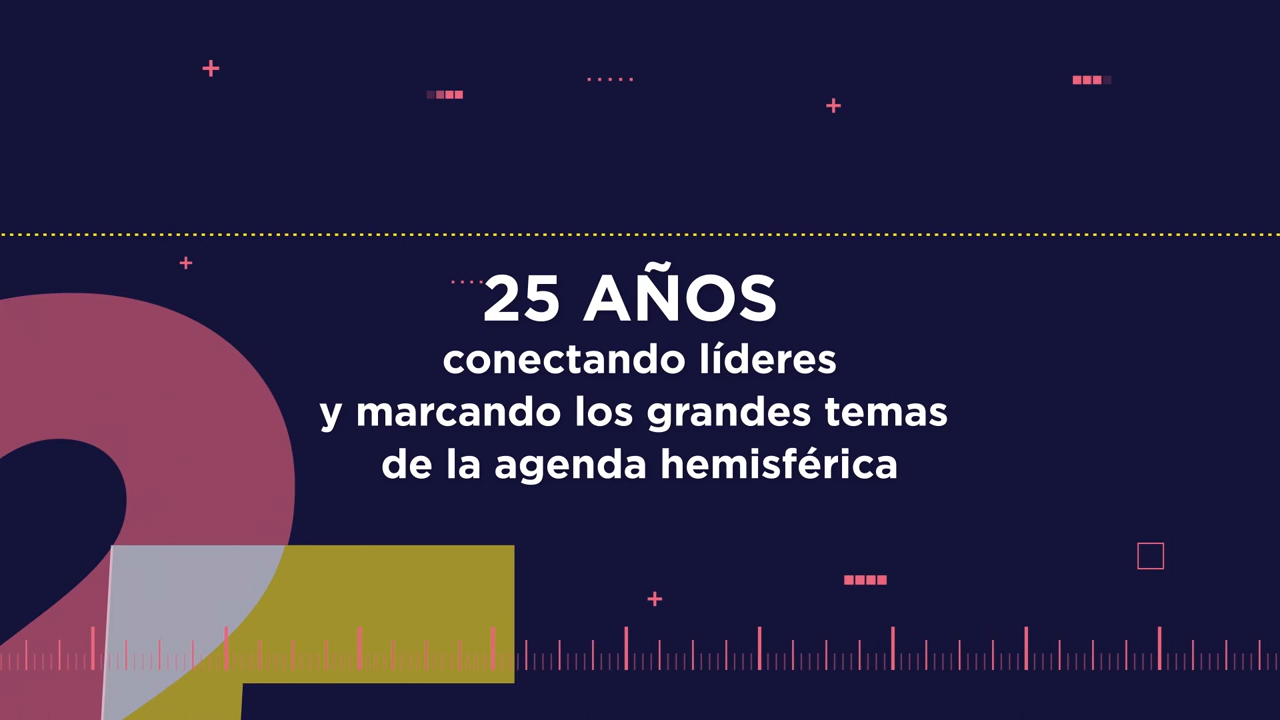 25 AÑOS
conectando líderes
y marcando los grandes temas
de la agenda hemisférica